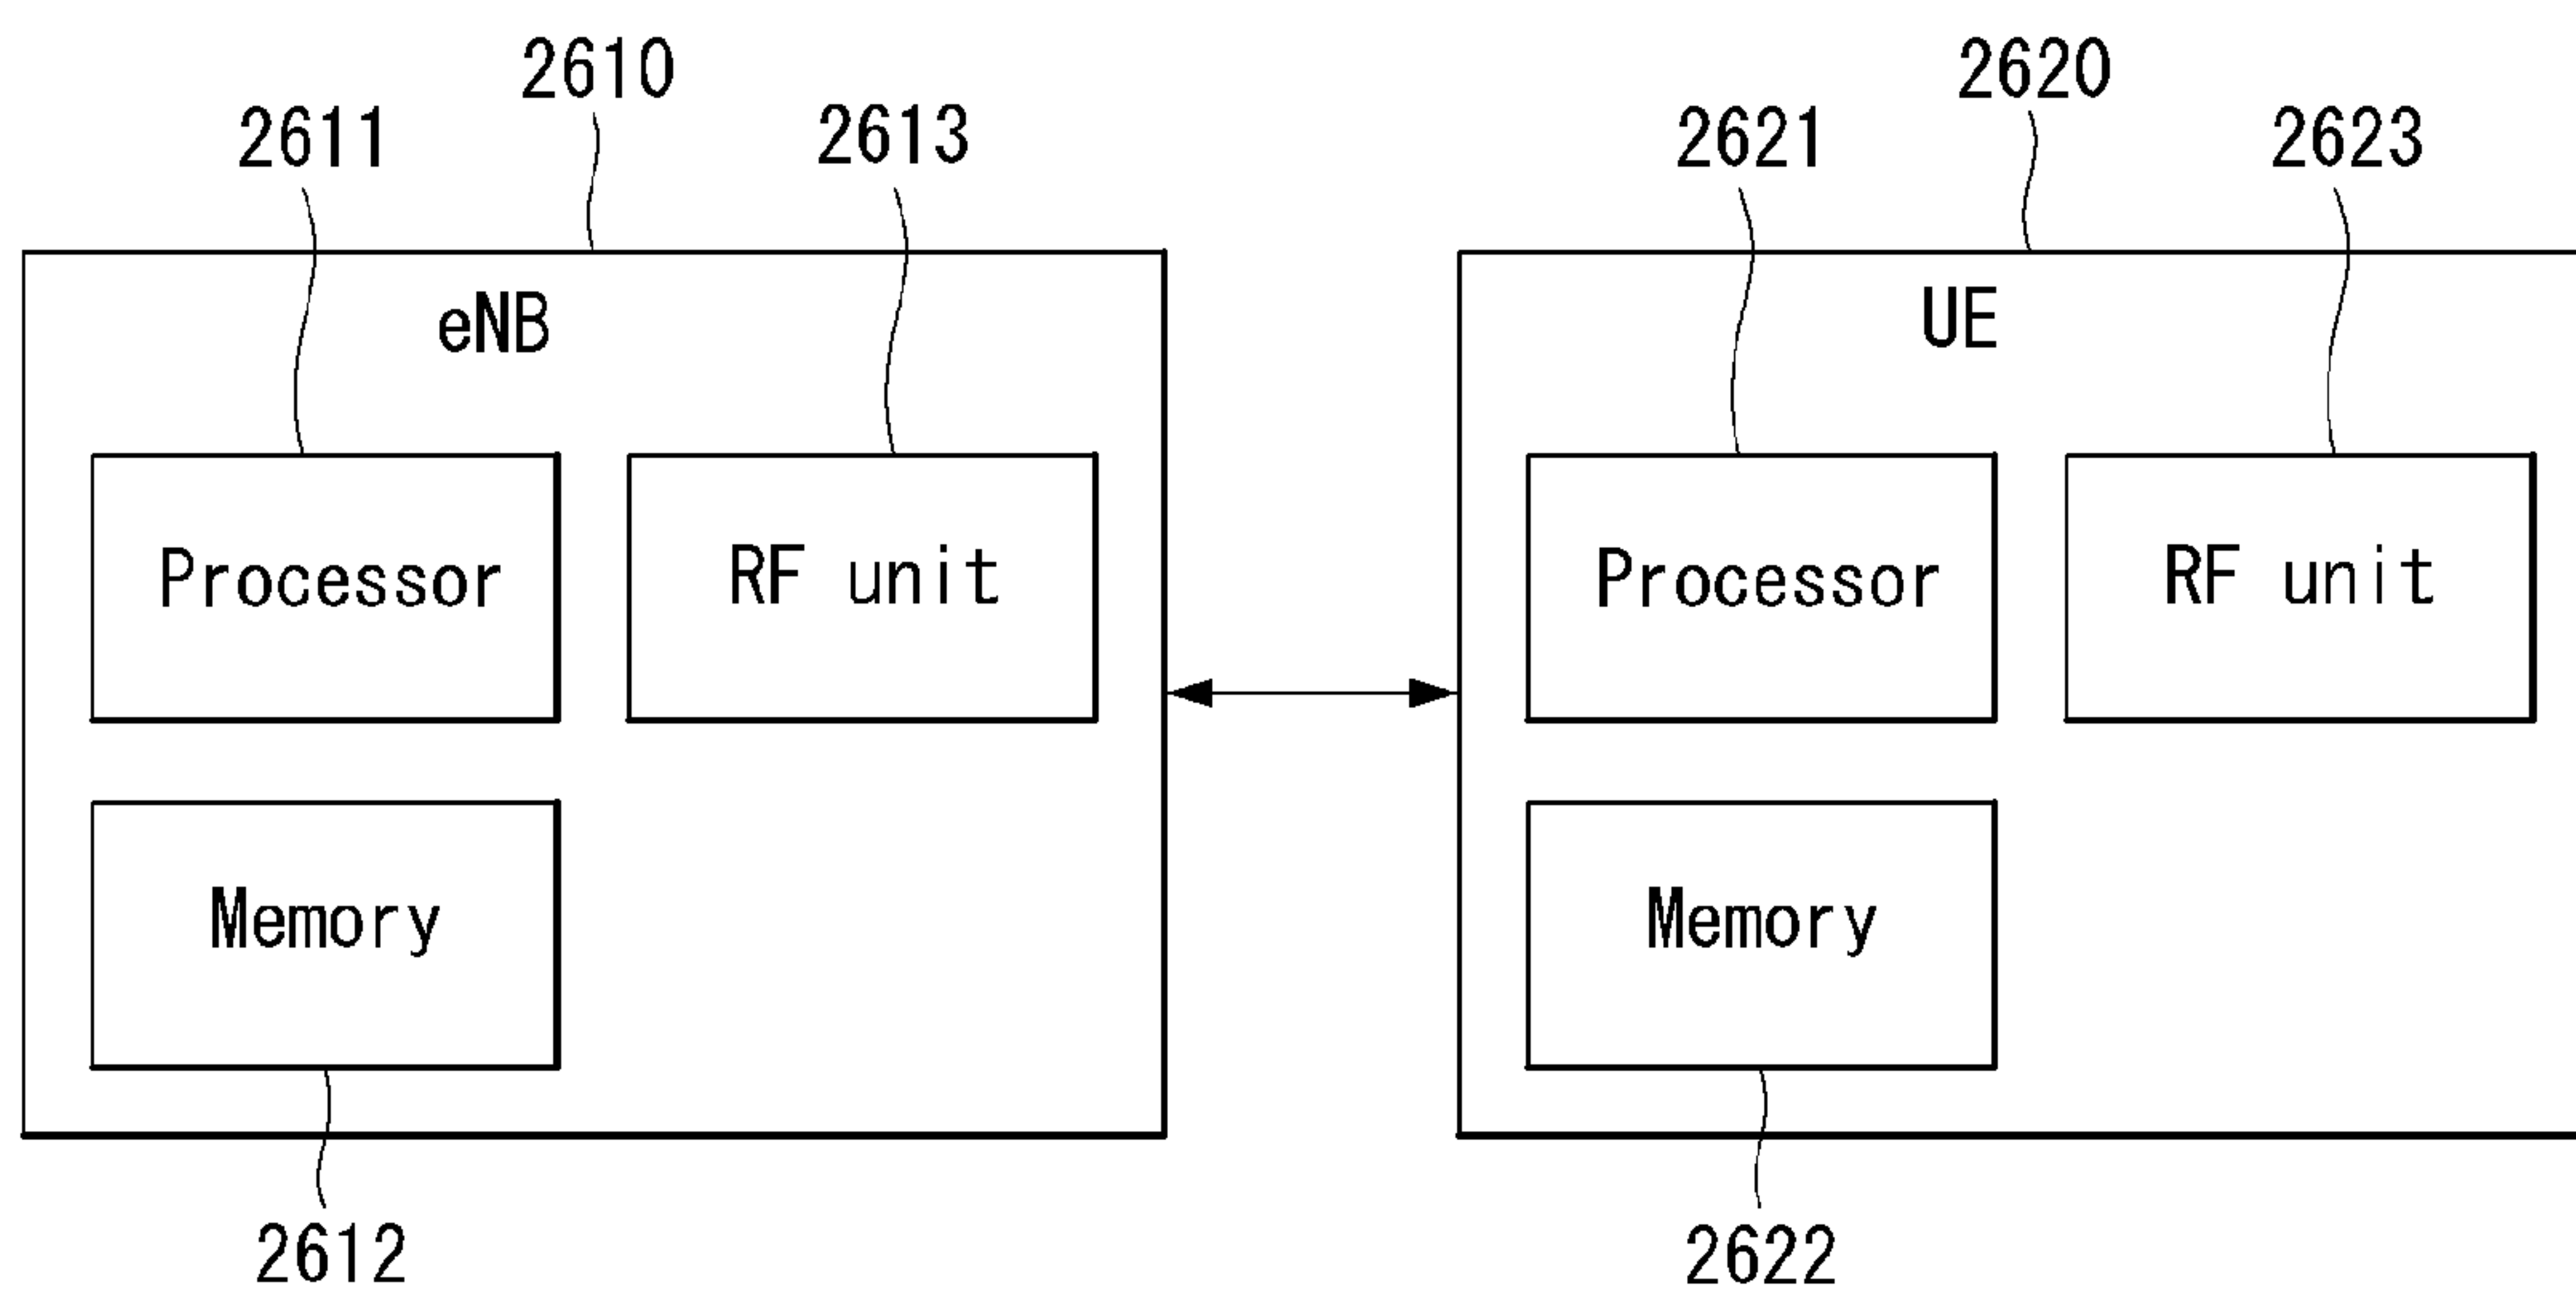 2610
2620
2611
2613
2621
2623
eNB
UE
Processor
RF unit
Processor
RF unit
Memory
Memory
2612
2622